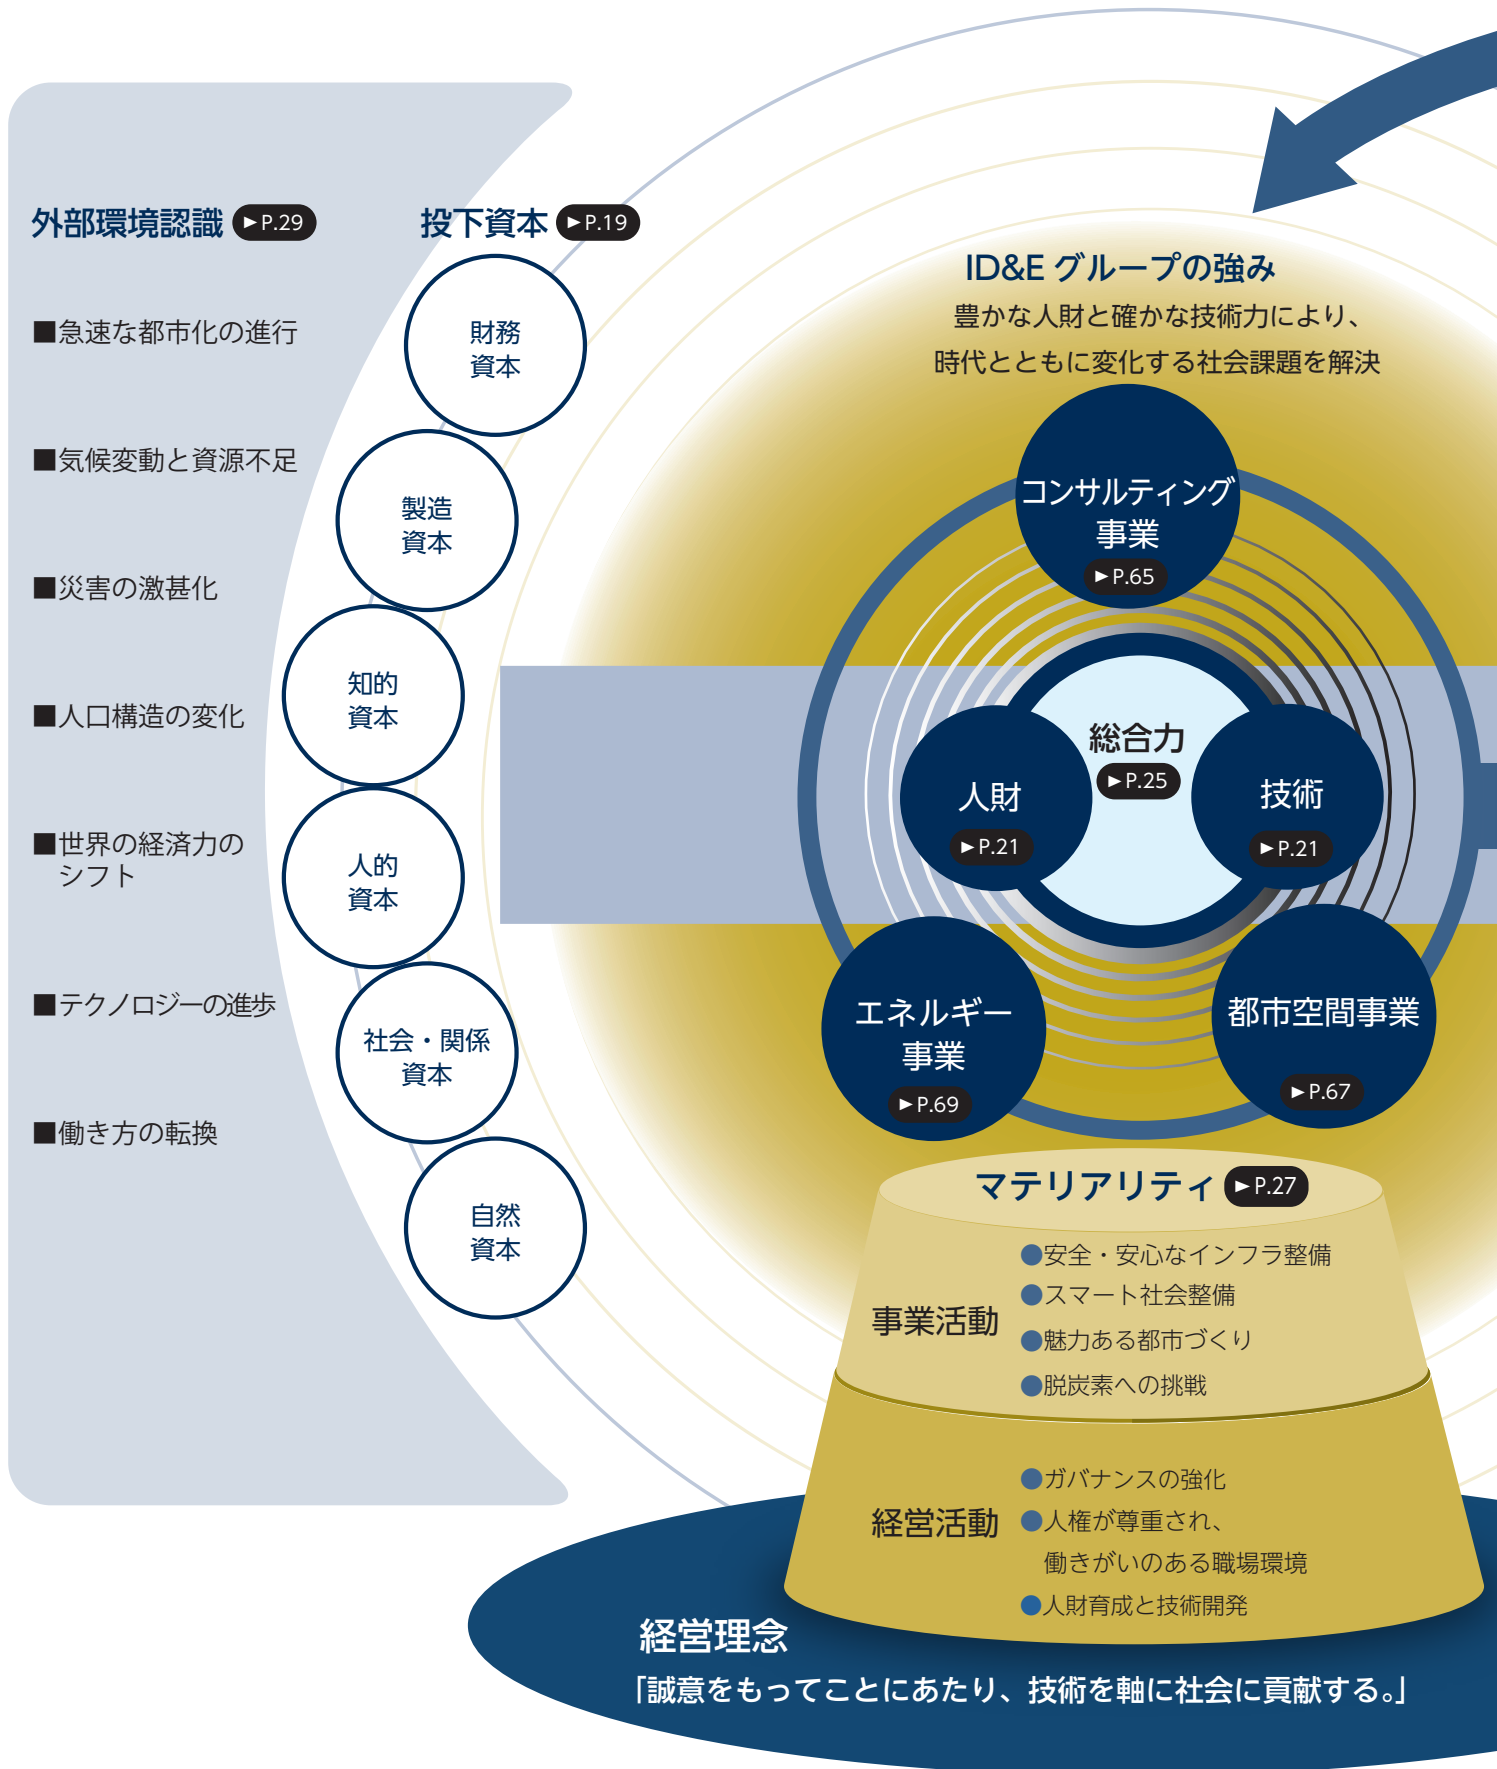 外部環境認識 ►P.29
■急速な都市化の進行
■気候変動と資源不足
■災害の激甚化
■人口構造の変化
■世界の経済力の
シフト
■テクノロジーの進歩
■働き方の転換
投下資本 ►P.19
財務
資本
製造
資本
知的
資本
人的
資本
社会・関係
資本
自然
資本
ID&E グループの強み
豊かな人財と確かな技術力により、
時代とともに変化する社会課題を解決
コンサルティング
事業
►P.65
総合力
►P.25
人財
►P.21
技術
►P.21
エネルギー
事業
►P.69
都市空間事業
►P.67
マテリアリティ ►P.27
事業活動
●安全・安心なインフラ整備
●スマート社会整備
●魅力ある都市づくり
●脱炭素への挑戦
経営活動
●ガバナンスの強化
●人権が尊重され、
働きがいのある職場環境
●人財育成と技術開発
経営理念
「誠意をもってことにあたり、技術を軸に社会に貢献する。」